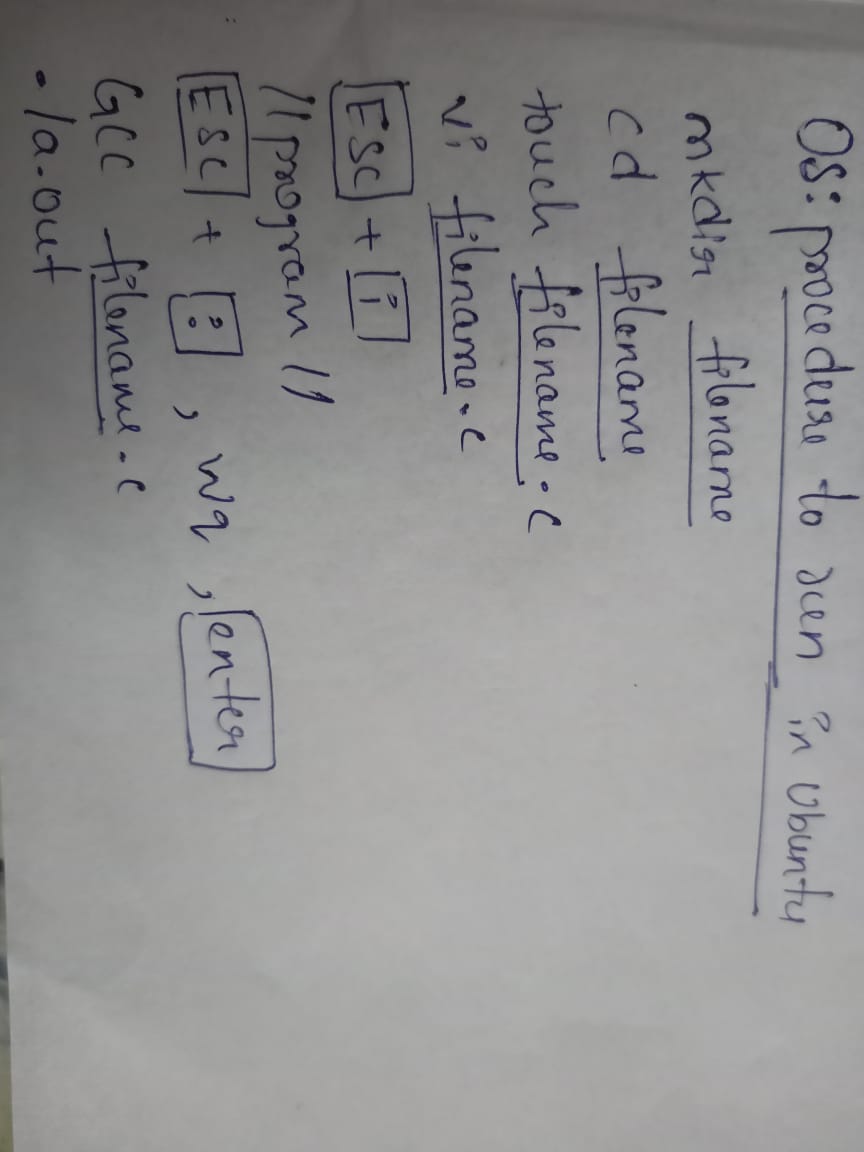 OS: procedure to run in Ubuntu
mkdir filename
cd filename
touch filename.c
vi filename.c
Esc + i
//program//
Esc + : , wq , enter
Gcc filename.c
./a.out